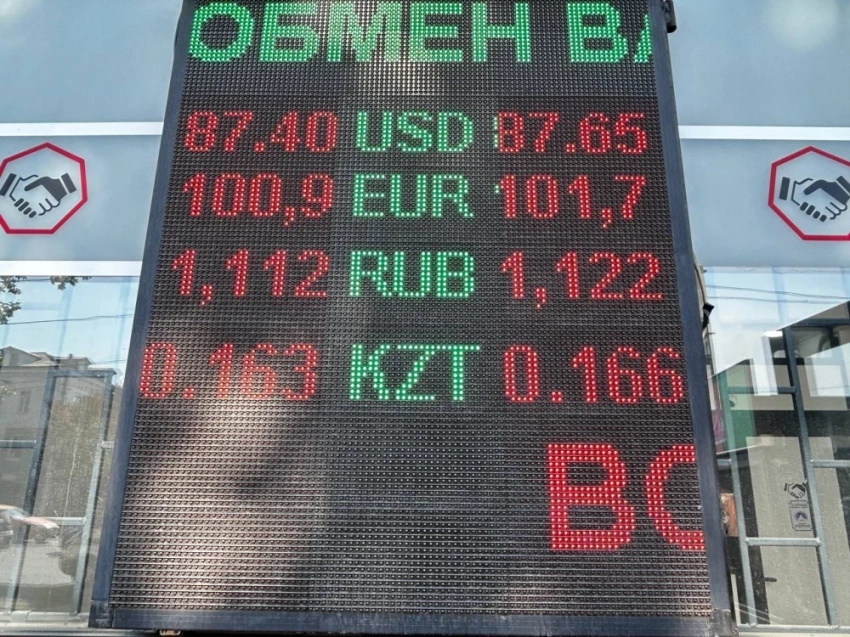 ОБМЕН ВА
87.40 USD 87.65
100,9 EUR 101,7
1,112 RUB 1,122
0.163 KZT 0.166
ВО